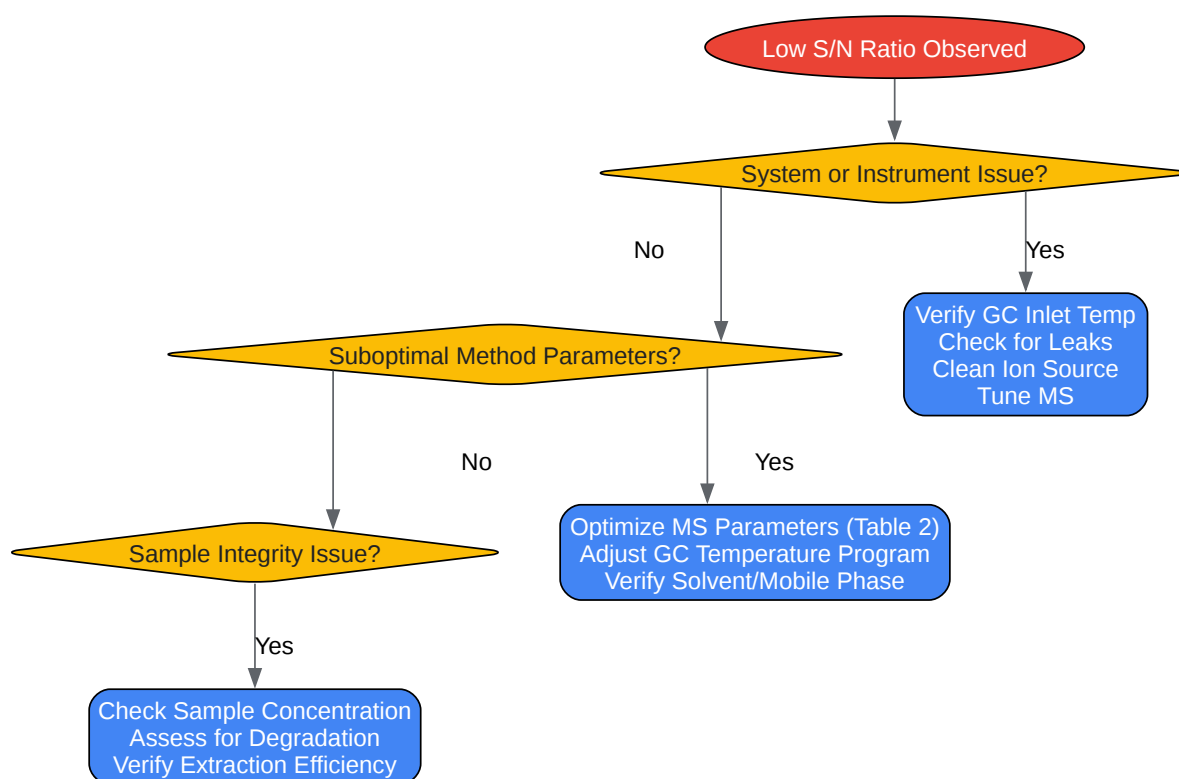 Low S/N Ratio Observed
System or Instrument Issue?
No
Yes
Verify GC Inlet Temp
Check for Leaks
Clean Ion Source
Tune MS
Suboptimal Method Parameters?
No
Yes
Optimize MS Parameters (Table 2)
Adjust GC Temperature Program
Verify Solvent/Mobile Phase
Sample Integrity Issue?
Yes
Check Sample Concentration
Assess for Degradation
Verify Extraction Efficiency